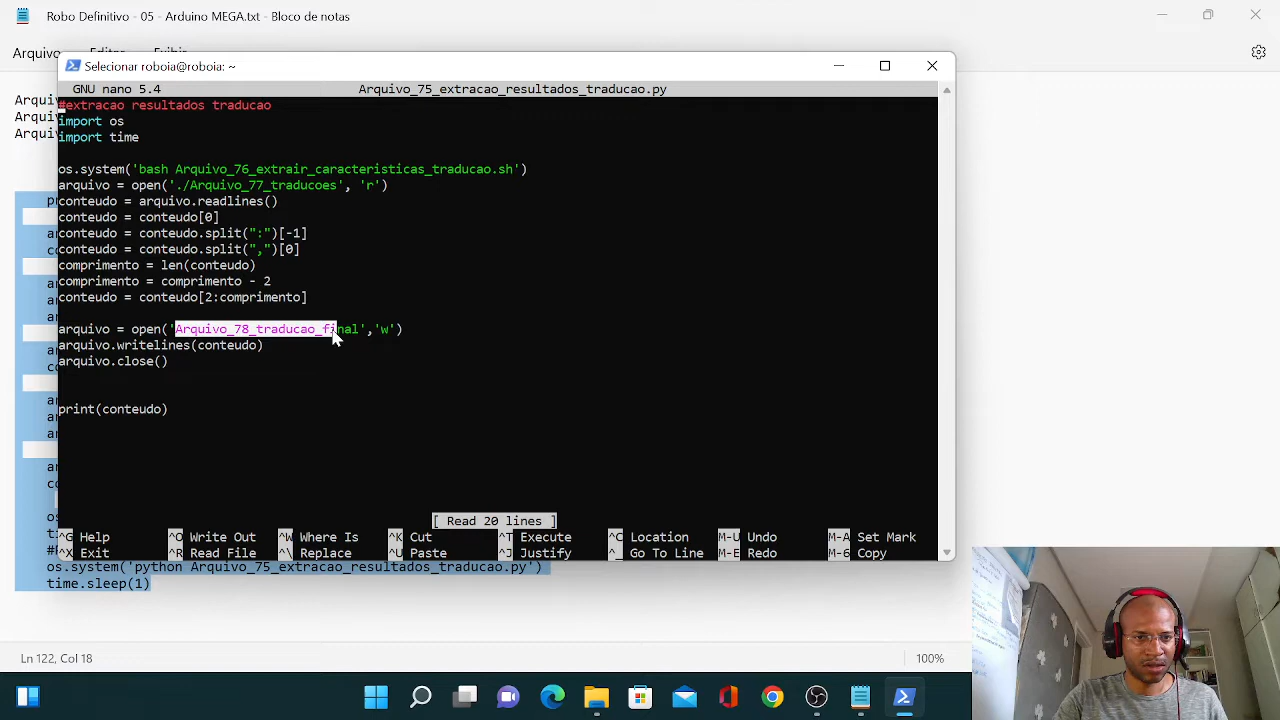 Robo Definitivo - 05 - Arquivo MEGA.txt - Bloco de notas
Selecionar roboia@roboia: ~
GNU nano 5.4 Arquivo_75_extracao_resultados_traducao.py
#extracao resultados traducao
import os
import time
os.system('bash Arquivo_76_extrair_caracteristicas_traducao.sh')
arquivo = open('./Arquivo_77_traducoes', 'r')
conteudo = arquivo.readlines()
conteudo = conteudo[0]
conteudo = conteudo.split(":")[-1]
conteudo = conteudo.split(",")[0]
comprimento = len(conteudo)
comprimento = comprimento - 2
conteudo = conteudo[2:comprimento]
arquivo = open('Arquivo_78_traducao_final','w')
arquivo.writelines(conteudo)
arquivo.close()
print(conteudo)
[ Read 20 lines ]
^G Help ^O Write Out ^W Where Is ^K Cut ^T Execute ^C Location M-U Undo M-A Set Mark
^X Exit ^R Read File ^\ Replace ^U Paste ^J Justify ^_ Go To Line M-E Redo M-6 Copy
os.system('python Arquivo_75_extracao_resultados_traducao.py')
time.sleep(1)
Ln 122, Col 18 100%